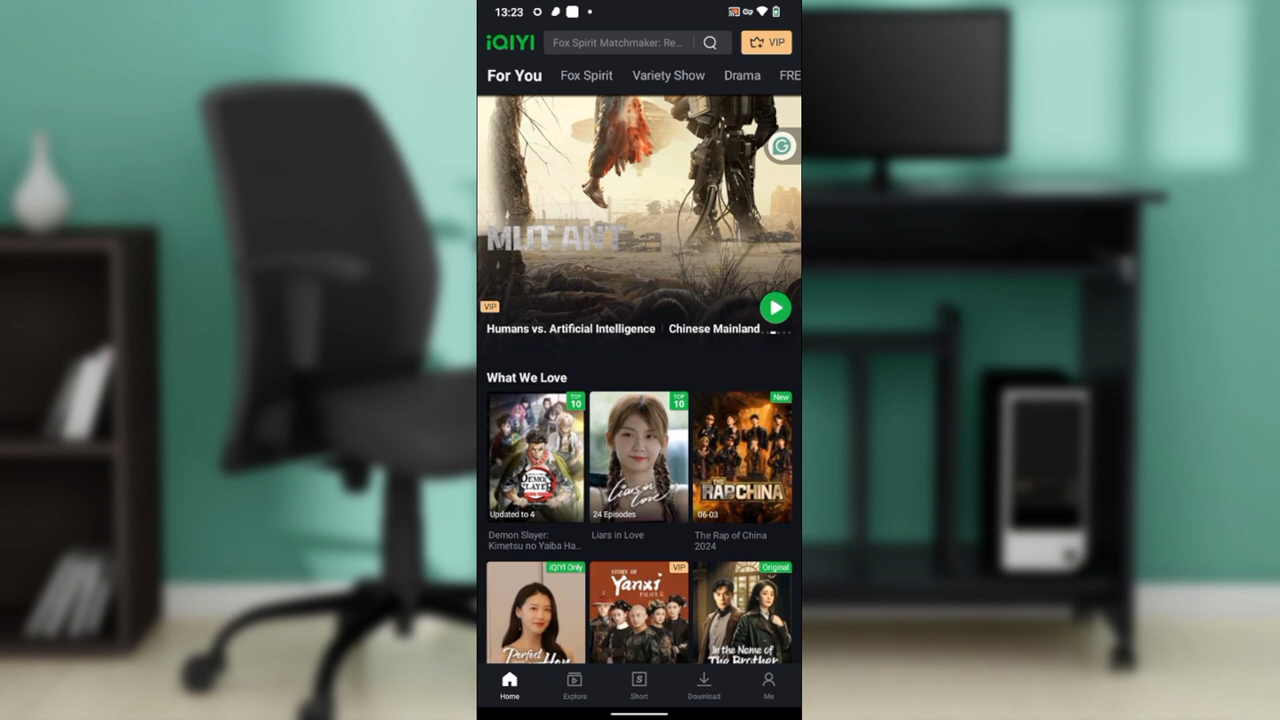 13:23
iQIYI
Fox Spirit Matchmaker: Re...
VIP
For You
Fox Spirit
Variety Show
Drama
FRE
MUTANT
VIP
Humans vs. Artificial Intelligence
Chinese Mainland
What We Love
TOP
10
TOP
10
New
DEMON
SLAYER
Liars in
Love
THE
RAP CHINA
Updated to 4
24 Episodes
06-03
Demon Slayer:
Kimetsu no Yaiba Ha...
Liars in Love
The Rap of China
2024
iQIYI Only
VIP
Original
STORY OF
Yanxi
PALACE
Perfect
Her
In the Name of
The Brother
S
Home
Explore
Short
Download
Me